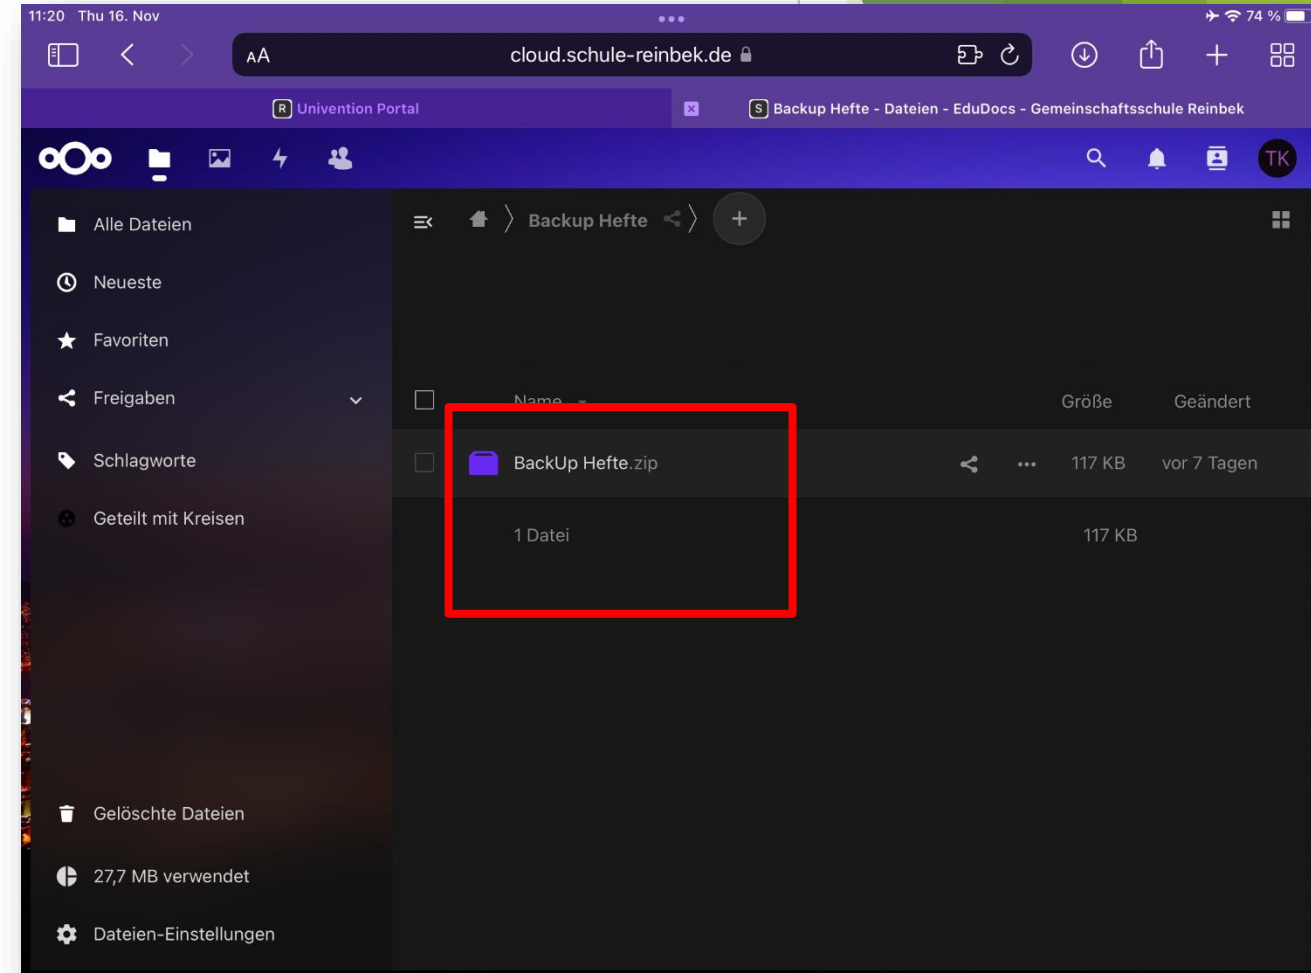 11:20 Thu 16. Nov
74 %
AA
cloud.schule-reinbek.de
R Univention Portal
S Backup Hefte - Dateien - EduDocs - Gemeinschaftsschule Reinbek
TK
Alle Dateien
Backup Hefte
Neueste
Favoriten
Freigaben
Name
Größe
Geändert
Schlagworte
BackUp Hefte.zip
117 KB
vor 7 Tagen
Geteilt mit Kreisen
1 Datei
117 KB
Gelöschte Dateien
27,7 MB verwendet
Dateien-Einstellungen